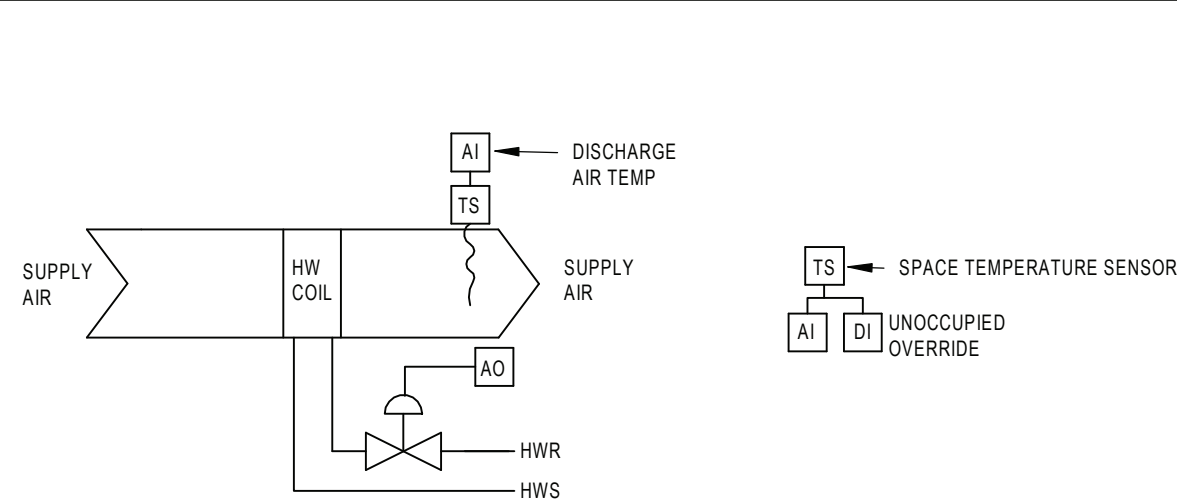 AI
DISCHARGE
AIR TEMP
TS
SUPPLY
AIR
HW
COIL
SUPPLY
AIR
TS
SPACE TEMPERATURE SENSOR
AI
DI
UNOCCUPIED
OVERRIDE
AO
HWR
HWS